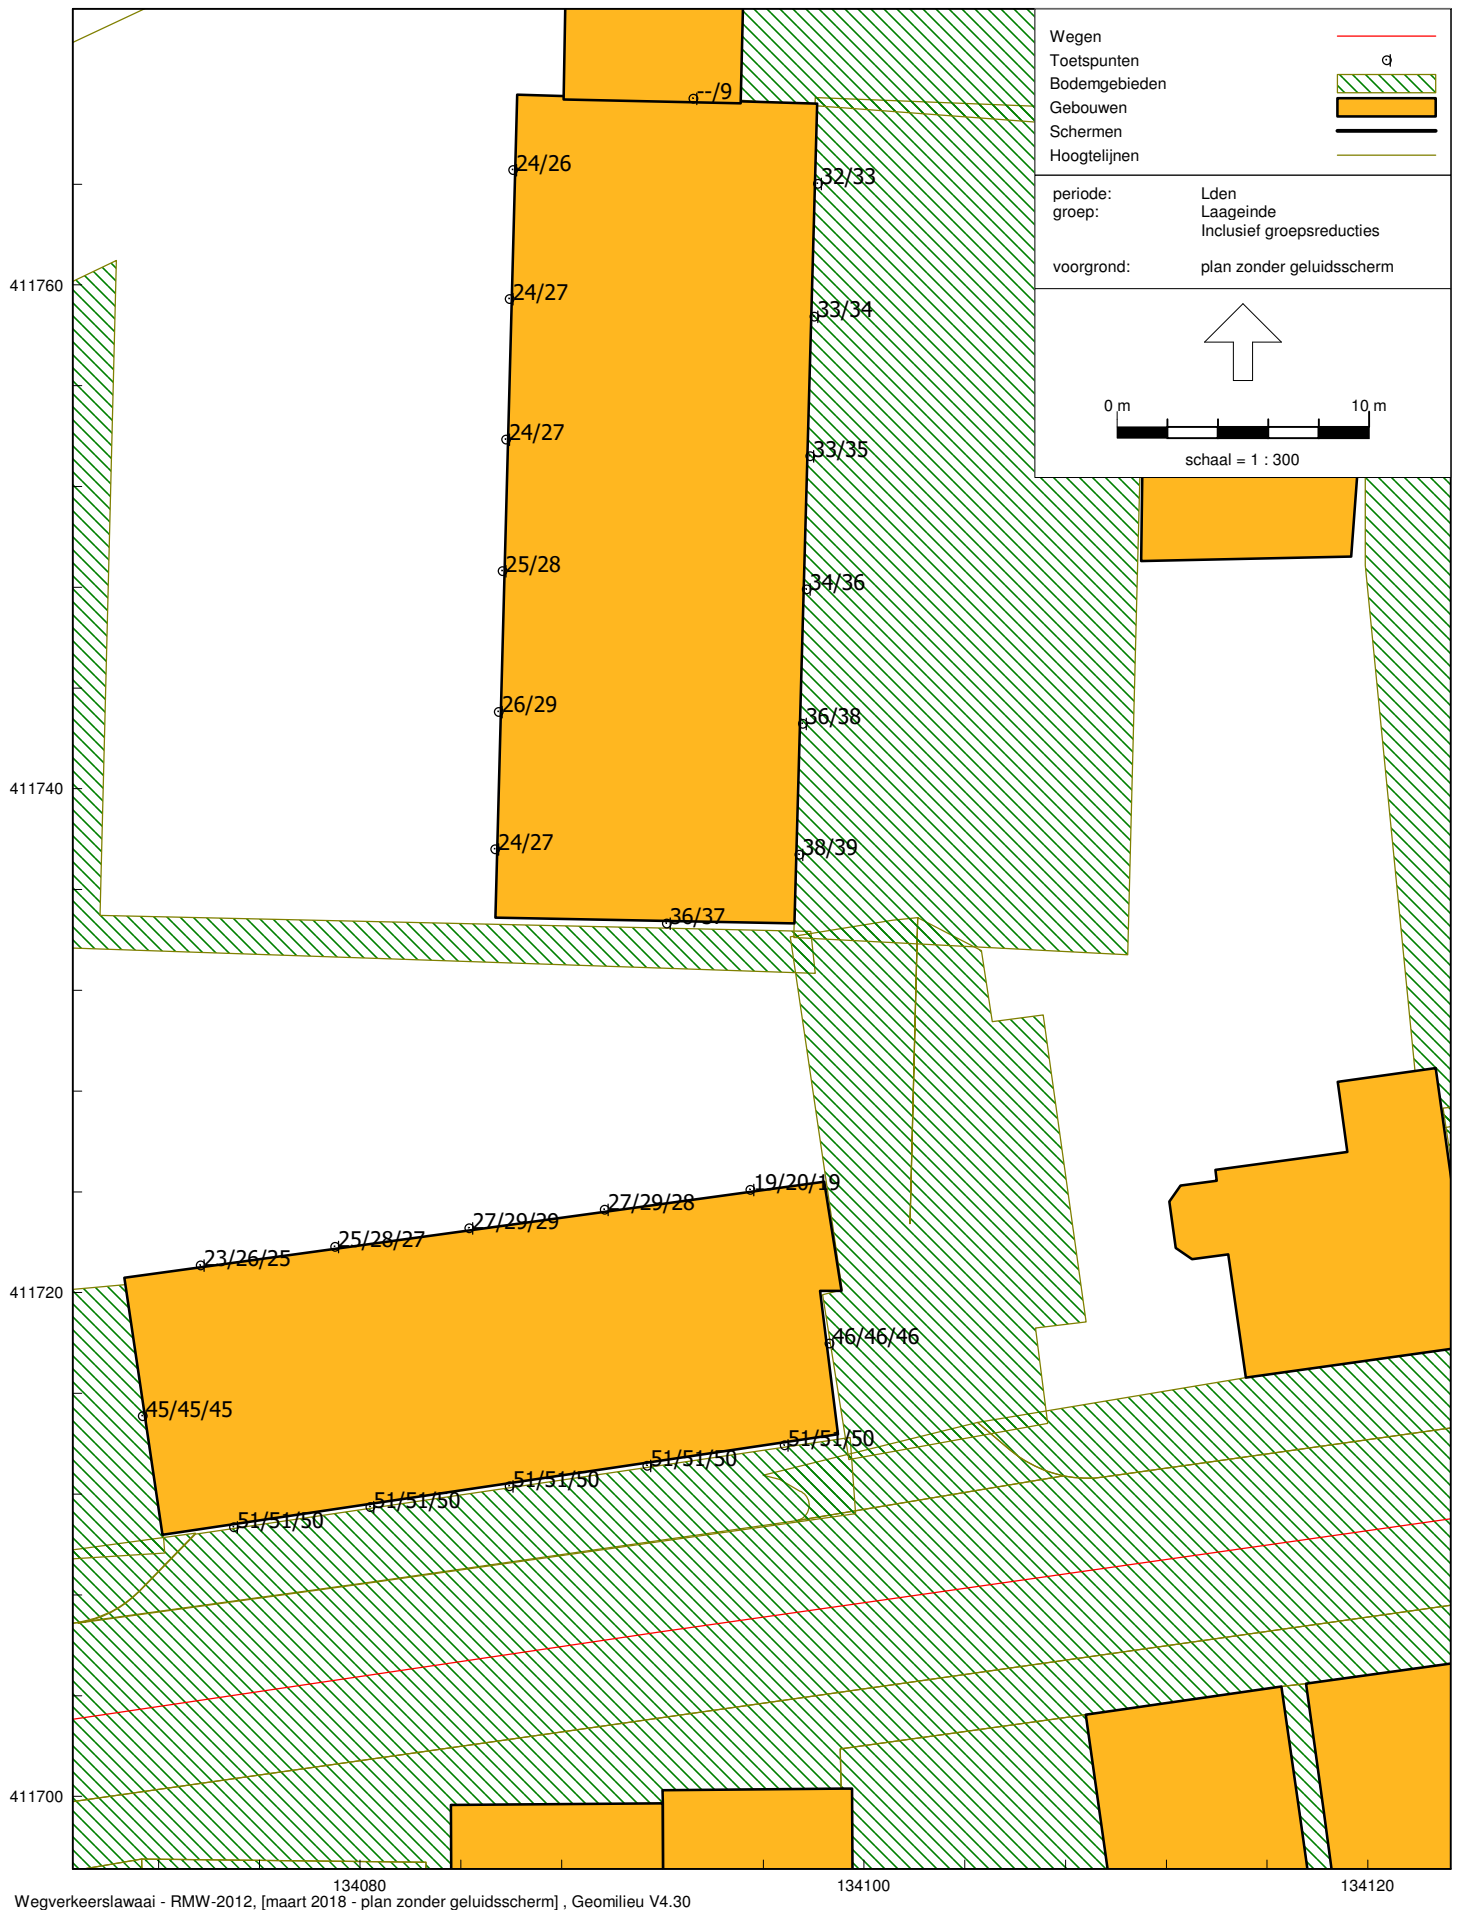 Wegen
Toetspunten
Bodemgebieden
Gebouwen
Schermen
Hoogtelijnen
periode: Lden
groep: Laageinde
Inclusief groepsreducties
voorgrond: plan zonder geluidsscherm
0 m 10 m
schaal = 1 : 300
--/9
24/26
32/33
411760
24/27
33/34
24/27
33/35
25/28
34/36
26/29
36/38
411740
24/27
38/39
36/37
19/20/19
27/29/28
27/29/29
25/28/27
23/26/25
411720
46/46/46
45/45/45
51/51/50
51/51/50
51/51/50
51/51/50
51/51/50
411700
134080 134100 134120
Wegverkeerslawaai - RMW-2012, [maart 2018 - plan zonder geluidsscherm] , Geomilieu V4.30